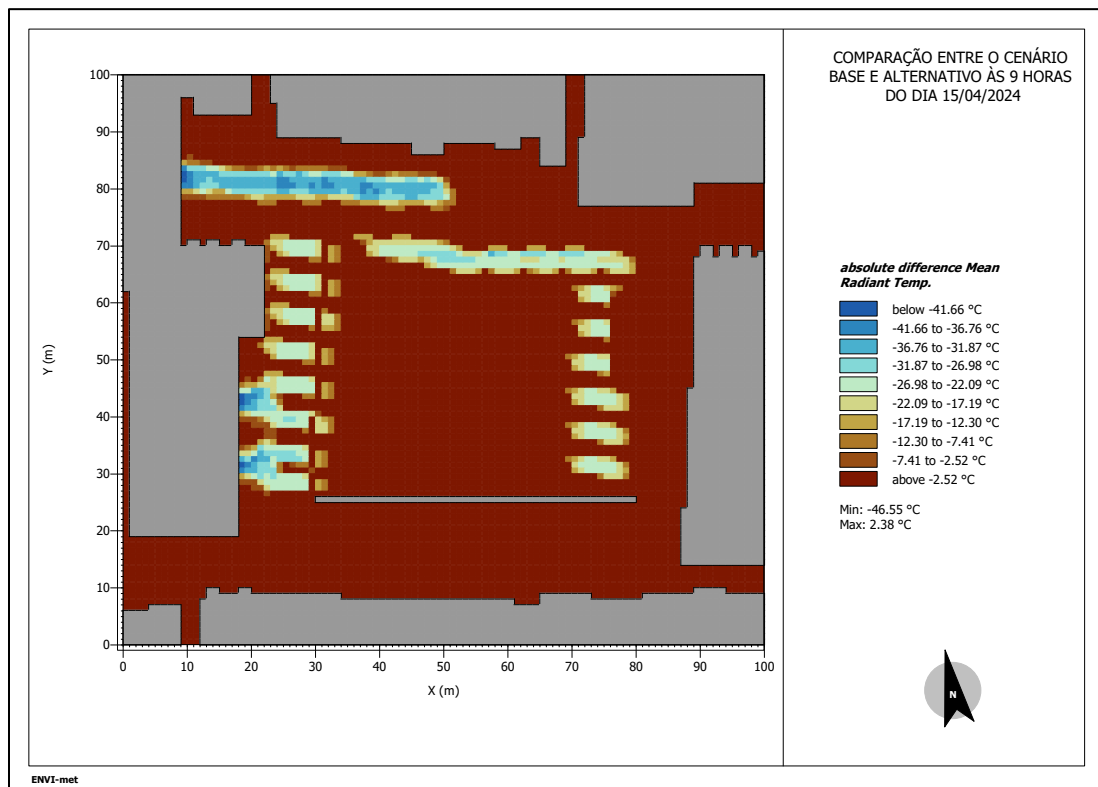 COMPARAÇÃO ENTRE O CENÁRIO
BASE E ALTERNATIVO ÀS 9 HORAS
DO DIA 15/04/2024
100
90
80
70
60
50
40
30
20
10
0
Y (m)
0 10 20 30 40 50 60 70 80 90 100
X (m)
absolute difference Mean
Radiant Temp.
below -41.66 °C
-41.66 to -36.76 °C
-36.76 to -31.87 °C
-31.87 to -26.98 °C
-26.98 to -22.09 °C
-22.09 to -17.19 °C
-17.19 to -12.30 °C
-12.30 to -7.41 °C
-7.41 to -2.52 °C
above -2.52 °C
Min: -46.55 °C
Max: 2.38 °C
N
ENVI-met